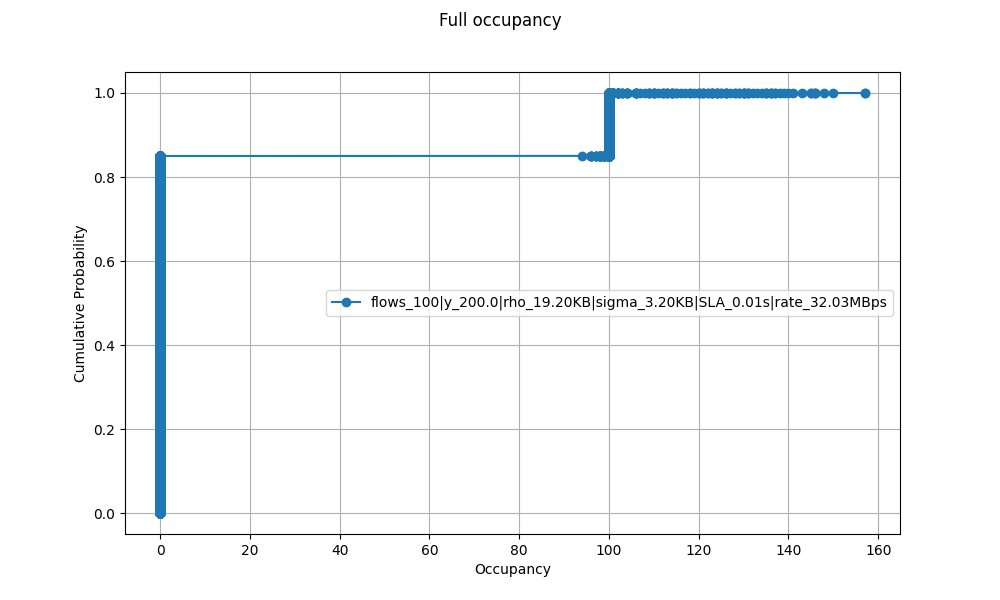 Full occupancy
1.0
0.8
0.6
0.4
0.2
0.0
Cumulative Probability
flows_100|y_200.0|rho_19.20KB|sigma_3.20KB|SLA_0.01s|rate_32.03MBps
0 20 40 60 80 100 120 140 160
Occupancy